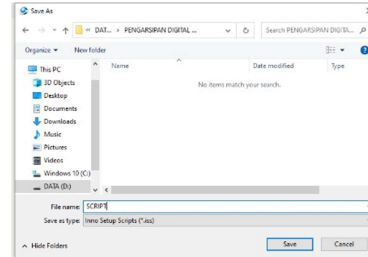 Save As
« DAT... › PENGARSIPAN DIGITAL ...
Search PENGARSIPAN DIGITA...
Organize
New folder
This PC
3D Objects
Desktop
Documents
Downloads
Music
Pictures
Videos
Windows 10 (C:)
DATA (D:)
Name
Date modified
Type
No items match your search.
File name: SCRIPT
Save as type: Inno Setup Scripts (*.iss)
Hide Folders
Save
Cancel